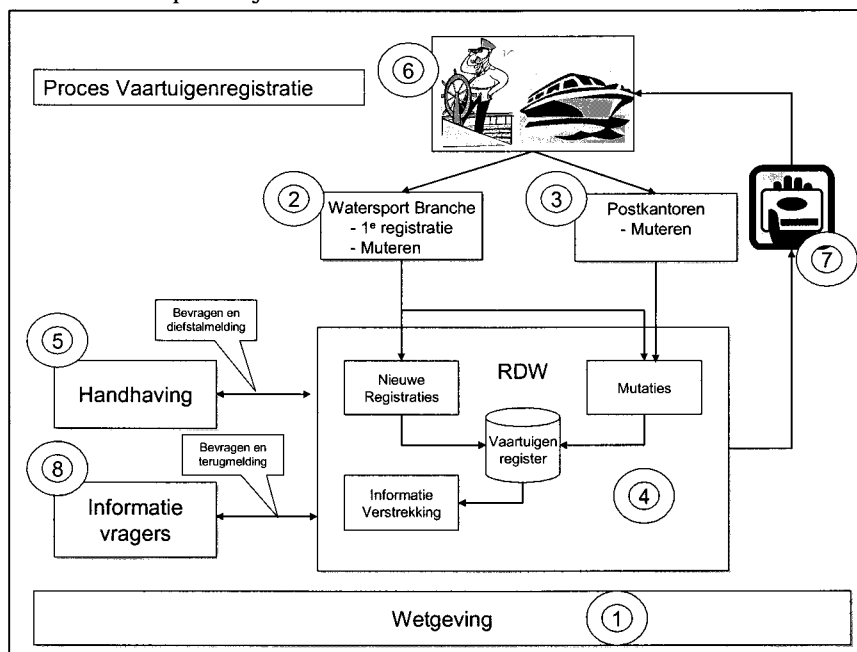 6
Proces Vaartuigenregistratie
2
Watersport Branche
- 1e registratie
- Muteren
3
Postkantoren
- Muteren
7
Bevragen en
diefstalmelding
5
Handhaving
RDW
Nieuwe
Registraties
Mutaties
Vaartuigen
register
Bevragen en
terugmelding
8
Informatie
vragers
Informatie
Verstrekking
4
Wetgeving
1